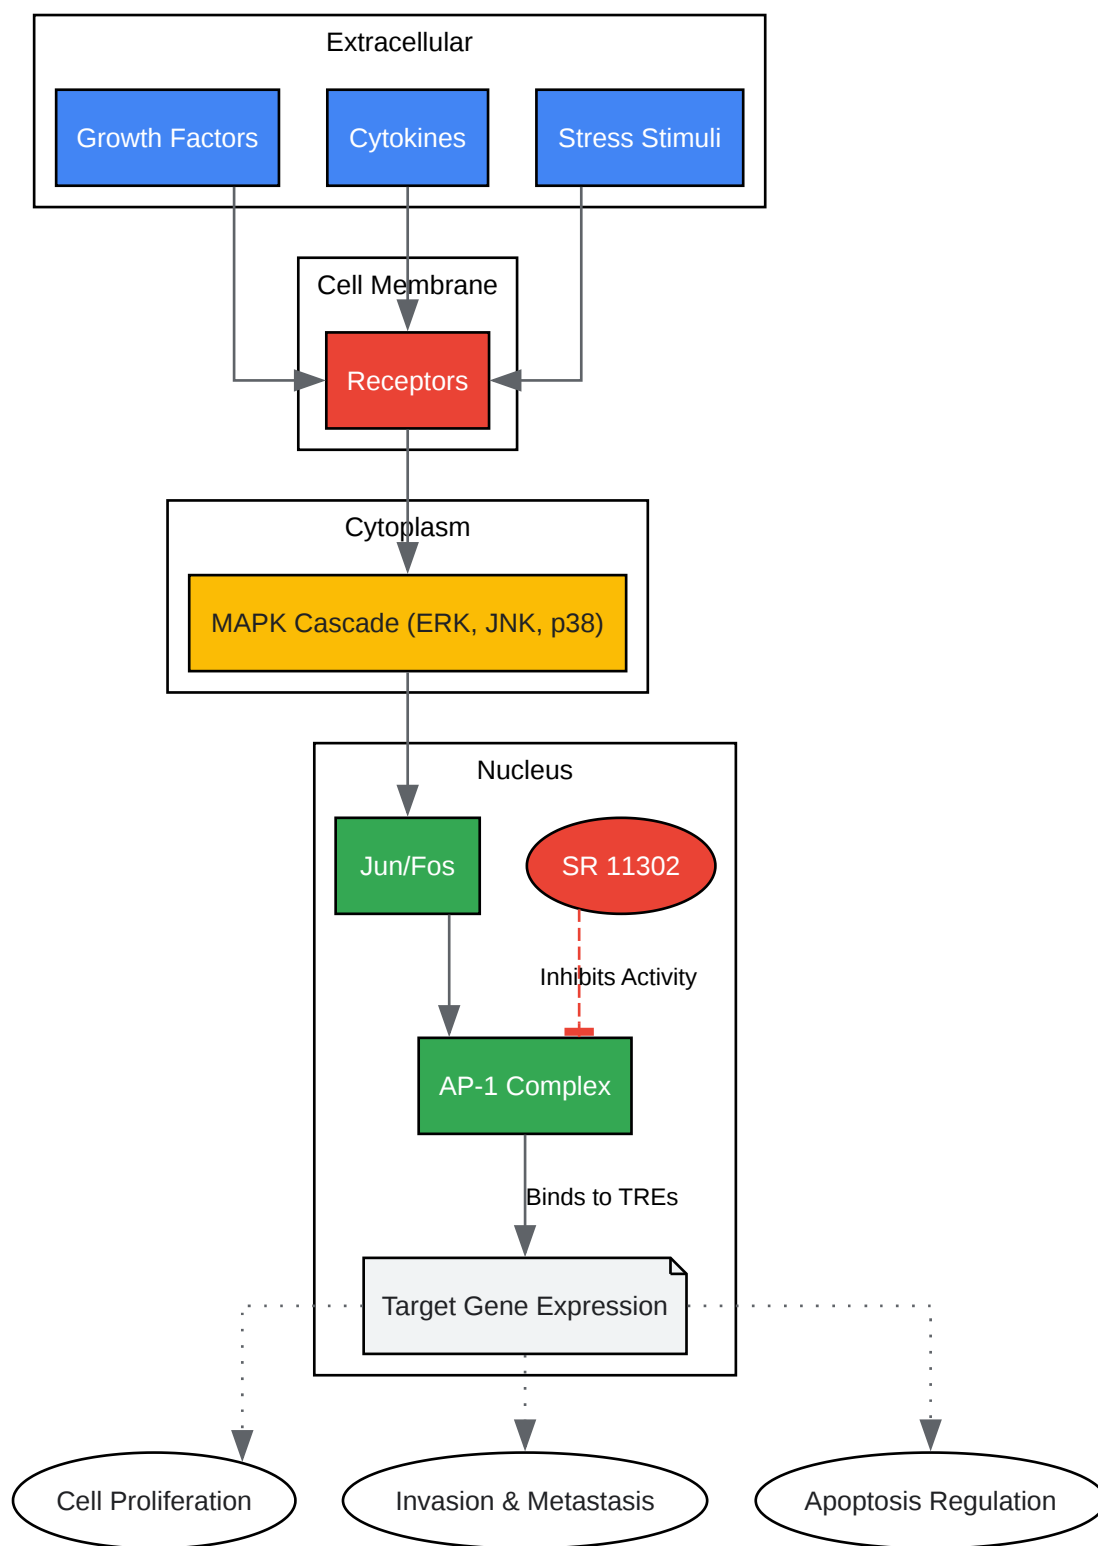 Extracellular
Growth Factors
Cytokines
Stress Stimuli
Cell Membrane
Receptors
Cytoplasm
MAPK Cascade (ERK, JNK, p38)
Nucleus
Jun/Fos
SR 11302
Inhibits Activity
AP-1 Complex
Binds to TREs
Target Gene Expression
Cell Proliferation
Invasion & Metastasis
Apoptosis Regulation